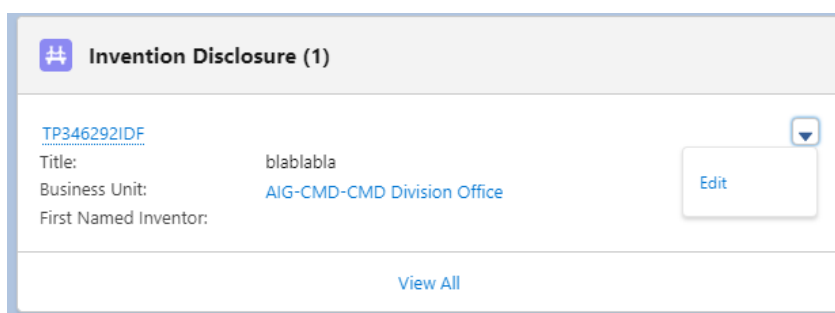 Invention Disclosure (1)
TP346292IDF
Title: blablabla
Business Unit: AIG-CMD-CMD Division Office
First Named Inventor:
Edit
View All